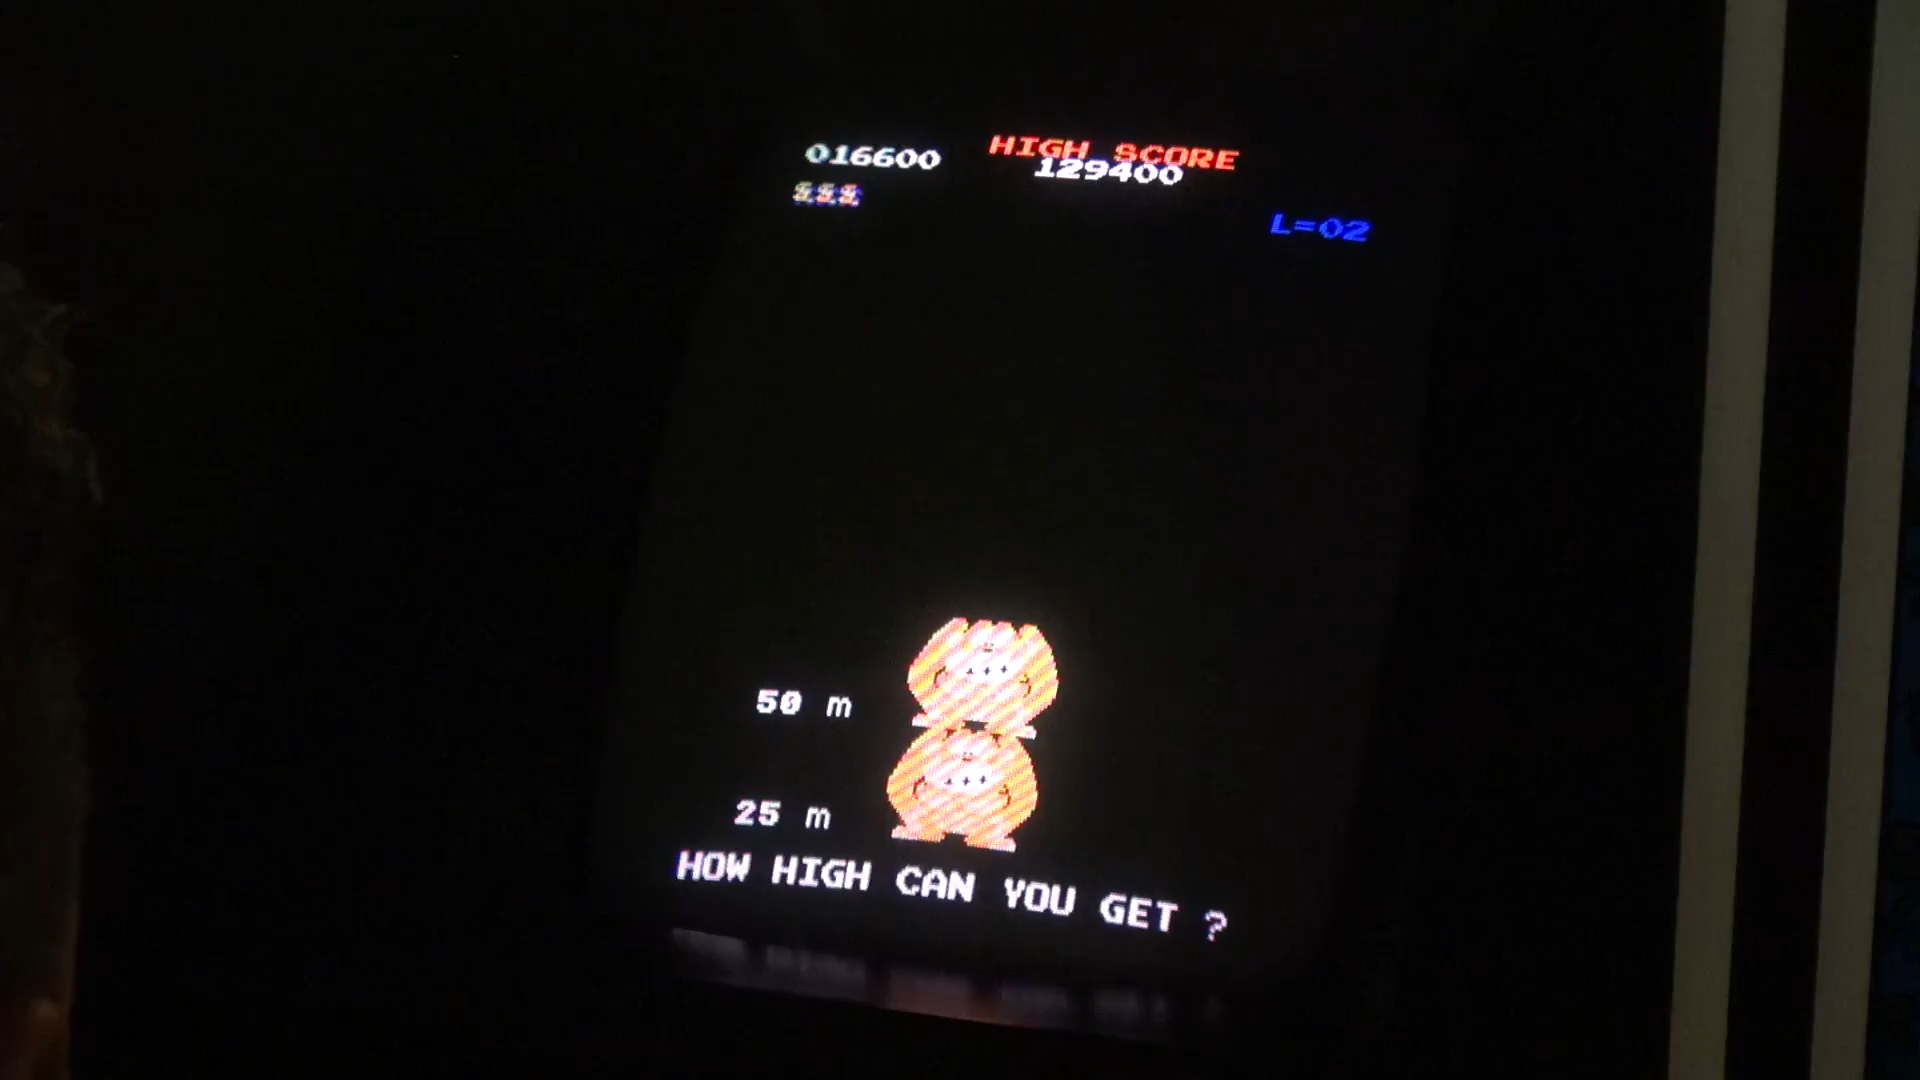 016600
HIGH SCORE
129400
L=02
50 m
25 m
HOW HIGH CAN YOU GET ?